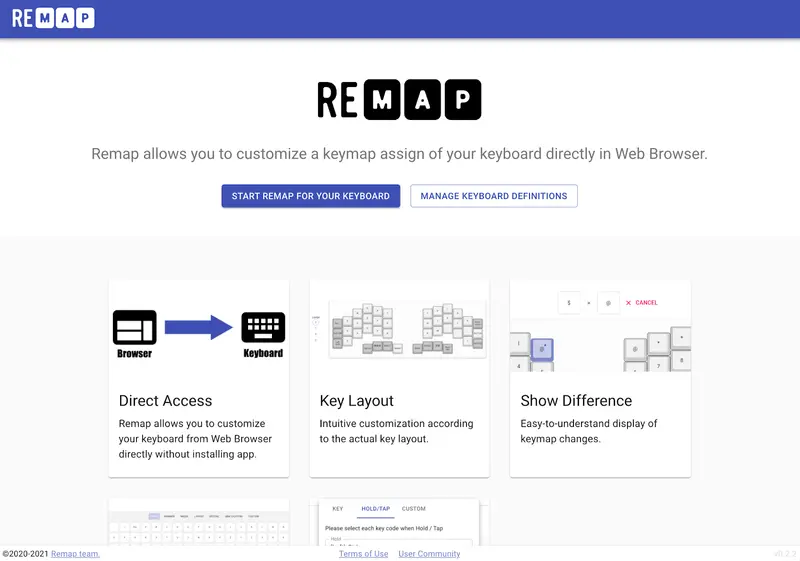 REMAP
REMAP
Remap allows you to customize a keymap assign of your keyboard directly in Web Browser.
START REMAP FOR YOUR KEYBOARD
MANAGE KEYBOARD DEFINITIONS
Browser
Keyboard
CANCEL
Direct Access
Remap allows you to customize
your keyboard from Web Browser
directly without installing app.
Key Layout
Intuitive customization according
to the actual key layout.
Show Difference
Easy-to-understand display of
keymap changes.
KEY HOLD/TAP CUSTOM
Please select each key code when Hold / Tap
Hold
©2020-2021 Remap team.
Terms of Use
User Community
v0.2.3